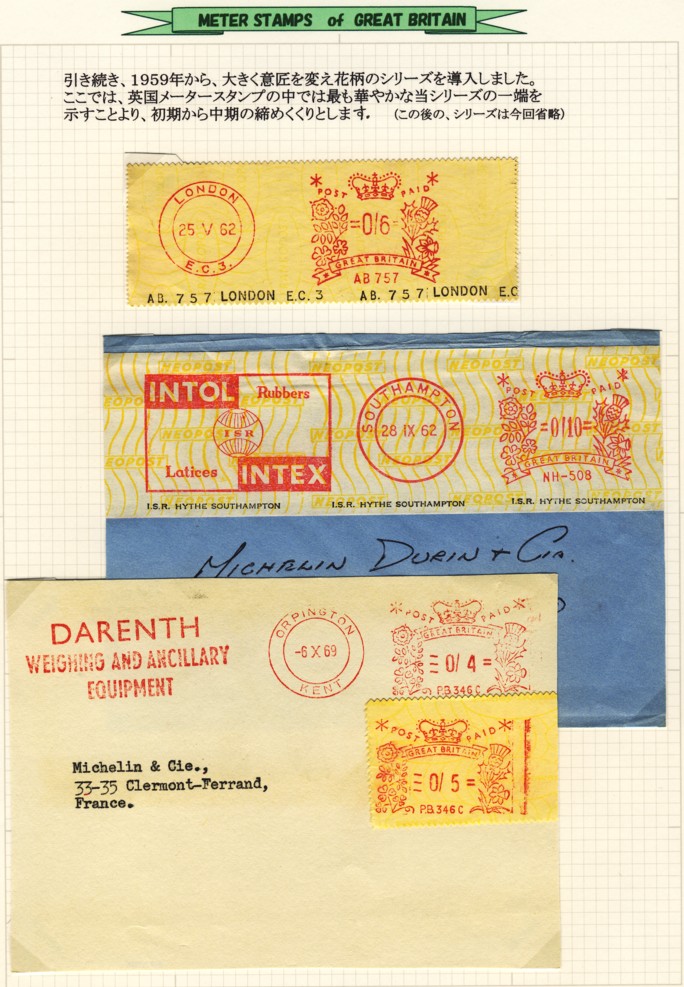 METER STAMPS of GREAT BRITAIN
引き続き、1959年から、大きく意匠を変え花柄のシリーズを導入しました。
ここでは、英国メータースタンプの中では最も華やかな当シリーズの一端を
示すことより、初期から中期の締めくくりとします. (この後の、シリーズは今回省略)
LONDON
25 V 62
E.C.3.
POST PAID
=0/6=
GREAT BRITAIN
AB 757
AB. 757 LONDON E.C. 3 AB. 757 LONDON E.C
NEOPOST NEOPOST NEOPOST
INTOL Rubbers
ISR
Latices INTEX
SOUTHAMPTON
28 IX 62
POST PAID
=0/10=
GREAT BRITAIN
NH-508
I.S.R. HYTHE SOUTHAMPTON I.S.R. HYTHE SOUTHAMPTON I.S.R. HYTHE SOUTHAMPTON
MICHELIN DURIN + Cia.
DARENTH
WEIGHING AND ANCILLARY
EQUIPMENT
ORPINGTON
-6 X 69
KENT
POST PAID
GREAT BRITAIN
=0/4=
P.B.346C
POST PAID
GREAT BRITAIN
=0/5=
P.B.346C
Michelin & Cie.,
33-35 Clermont-Ferrand,
France.